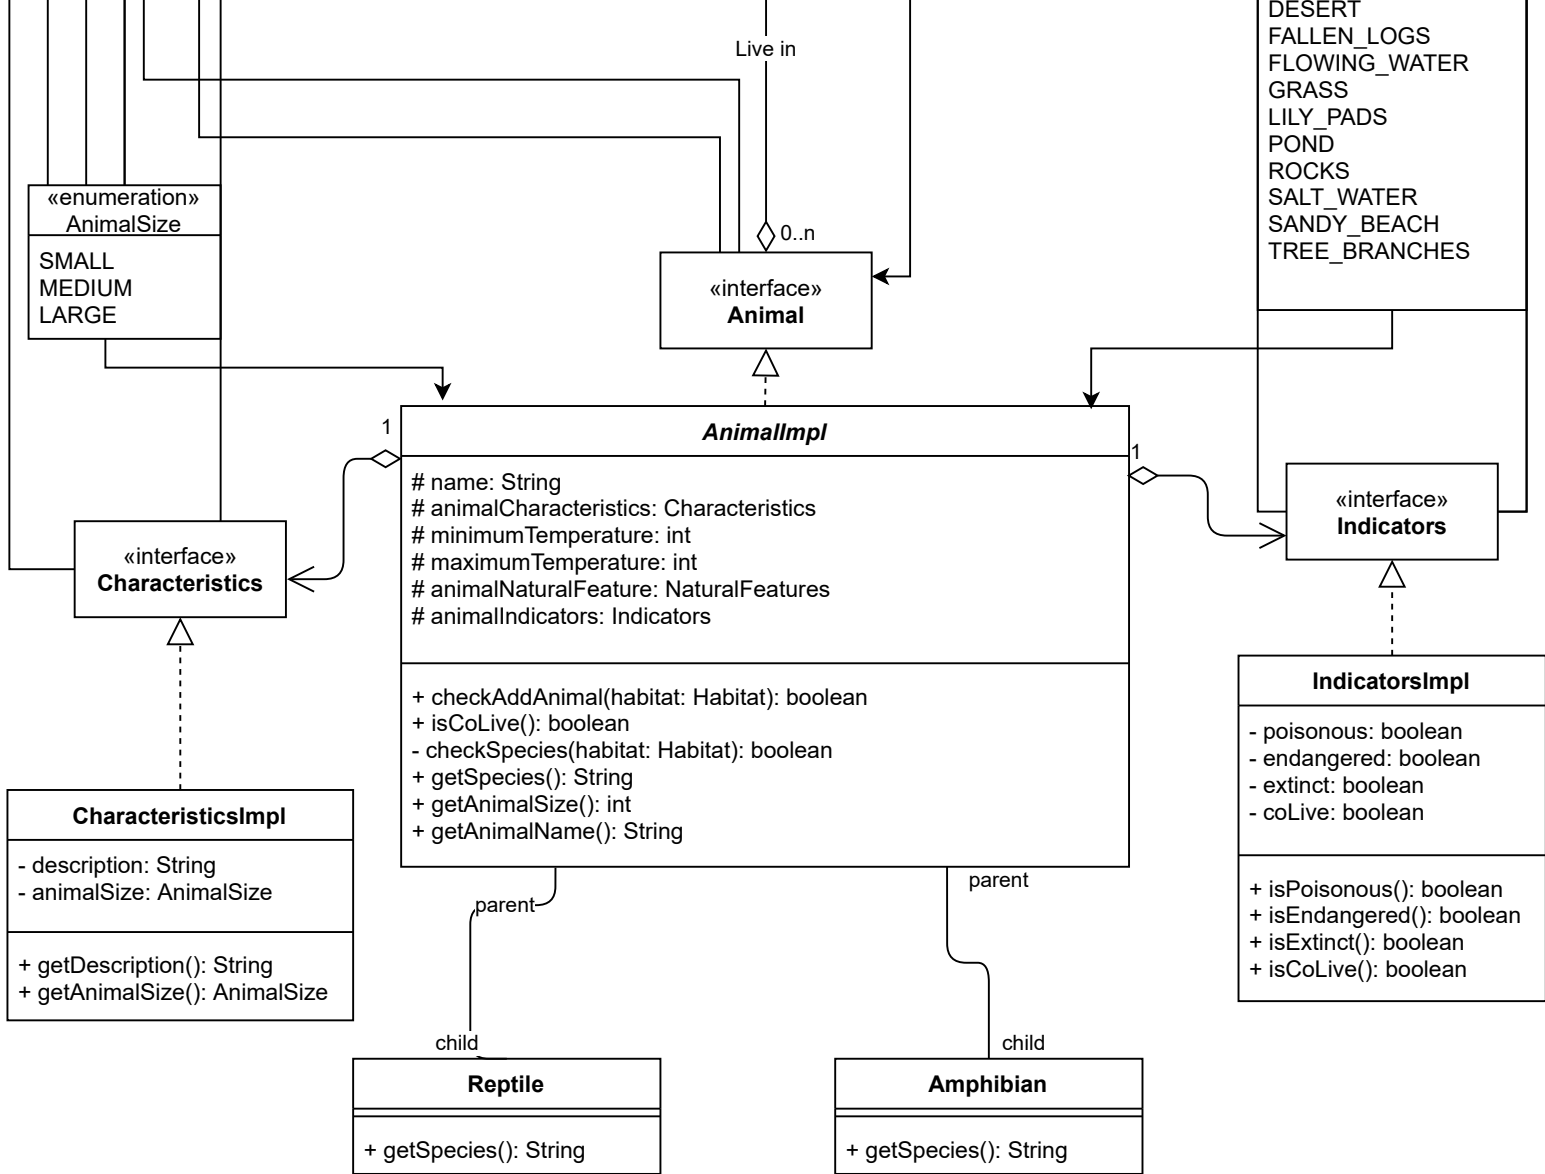 DESERT
FALLEN_LOGS
FLOWING_WATER
GRASS
LILY_PADS
POND
ROCKS
SALT_WATER
SANDY_BEACH
TREE_BRANCHES
Live in
0..n
«enumeration»
AnimalSize
SMALL
MEDIUM
LARGE
«interface»
Animal
1
AnimalImpl
1
# name: String
# animalCharacteristics: Characteristics
# minimumTemperature: int
# maximumTemperature: int
# animalNaturalFeature: NaturalFeatures
# animalIndicators: Indicators
+ checkAddAnimal(habitat: Habitat): boolean
+ isCoLive(): boolean
- checkSpecies(habitat: Habitat): boolean
+ getSpecies(): String
+ getAnimalSize(): int
+ getAnimalName(): String
«interface»
Characteristics
«interface»
Indicators
CharacteristicsImpl
- description: String
- animalSize: AnimalSize
+ getDescription(): String
+ getAnimalSize(): AnimalSize
IndicatorsImpl
- poisonous: boolean
- endangered: boolean
- extinct: boolean
- coLive: boolean
+ isPoisonous(): boolean
+ isEndangered(): boolean
+ isExtinct(): boolean
+ isCoLive(): boolean
parent
parent
child
child
Reptile
+ getSpecies(): String
Amphibian
+ getSpecies(): String